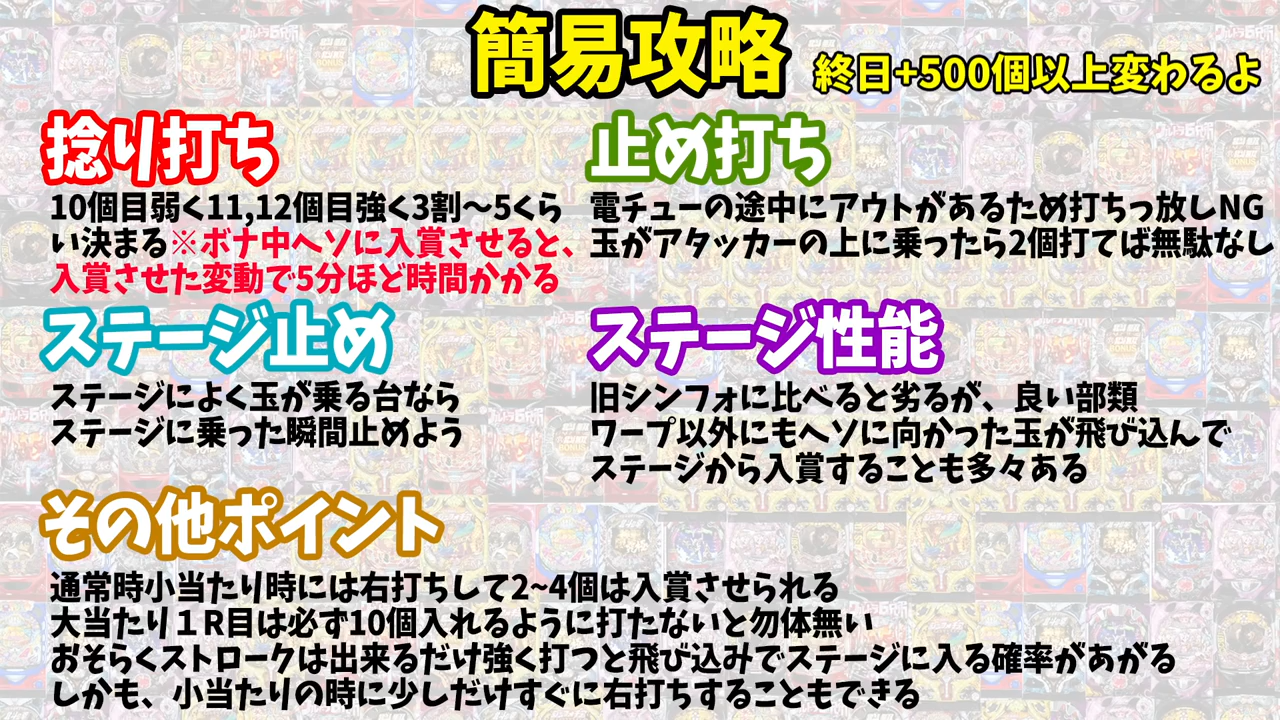 簡易攻略
終日+500個以上変わるよ
捻り打ち
10個目弱く11,12個目強く3割～5くら
い決まる※ボナ中ヘソに入賞させると、
入賞させた変動で5分ほど時間かかる
止め打ち
電チューの途中にアウトがあるため打ちっ放しNG
玉がアタッカーの上に乗ったら2個打てば無駄なし
ステージ止め
ステージによく玉が乗る台なら
ステージに乗った瞬間止めよう
ステージ性能
旧シンフォに比べると劣るが、良い部類
ワープ以外にもヘソに向かった玉が飛び込んで
ステージから入賞することも多々ある
その他ポイント
通常時小当たり時には右打ちして2~4個は入賞させられる
大当たり１R目は必ず10個入れるように打たないと勿体無い
おそらくストロークは出来るだけ強く打つと飛び込みでステージに入る確率があがる
しかも、小当たりの時に少しだけすぐに右打ちすることもできる